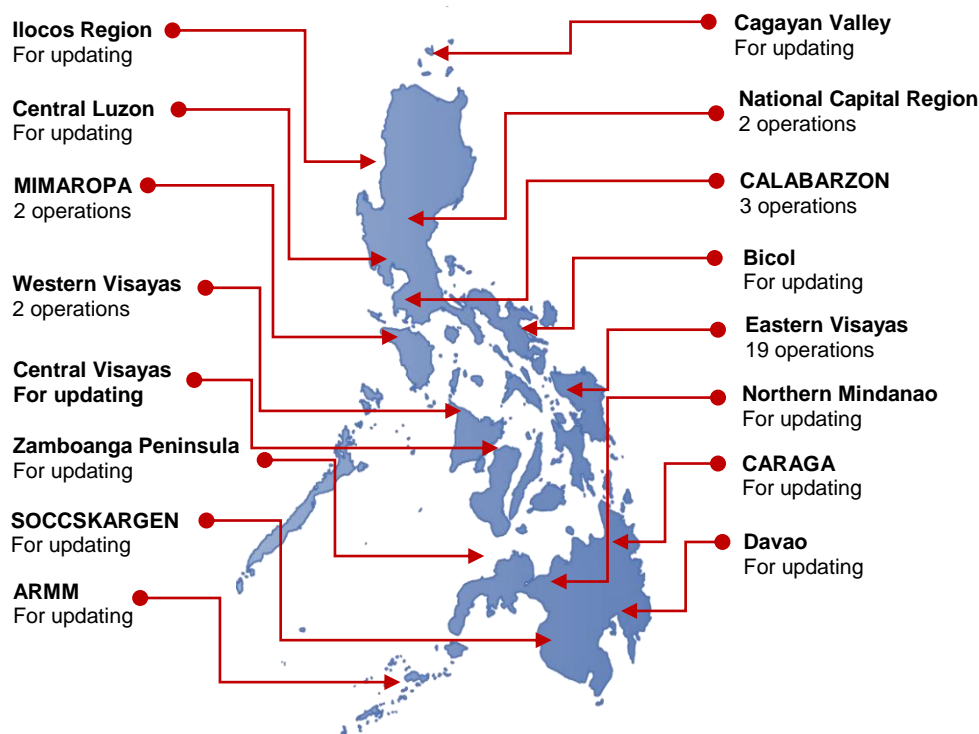 Ilocos Region
For updating
Central Luzon
For updating
MIMAROPA
2 operations
Western Visayas
2 operations
Central Visayas
For updating
Zamboanga Peninsula
For updating
SOCCSKARGEN
For updating
ARMM
For updating
Cagayan Valley
For updating
National Capital Region
2 operations
CALABARZON
3 operations
Bicol
For updating
Eastern Visayas
19 operations
Northern Mindanao
For updating
CARAGA
For updating
Davao
For updating